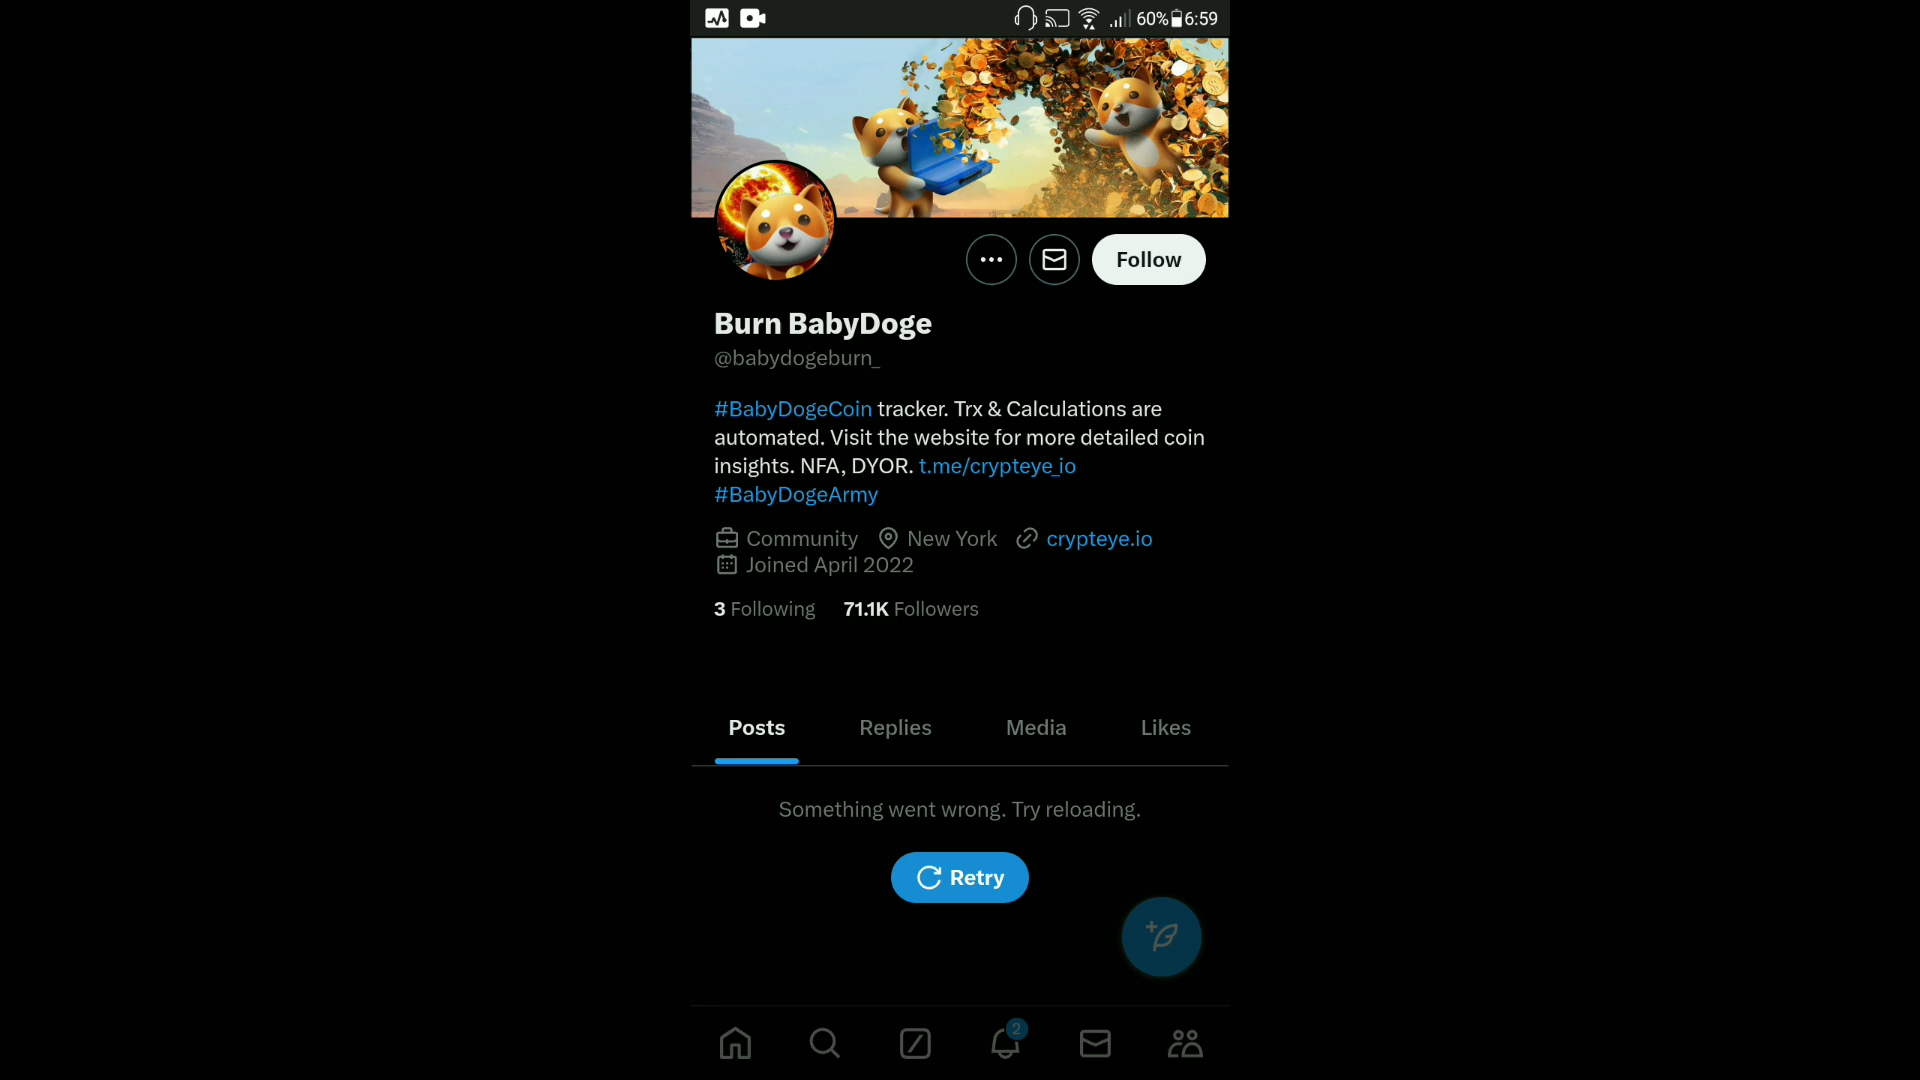 60% 6:59
Follow
Burn BabyDoge
@babydogeburn_
#BabyDogeCoin tracker. Trx & Calculations are
automated. Visit the website for more detailed coin
insights. NFA, DYOR. t.me/crypteye_io
#BabyDogeArmy
Community New York crypteye.io
Joined April 2022
3 Following 71.1K Followers
Posts Replies Media Likes
Something went wrong. Try reloading.
Retry
2